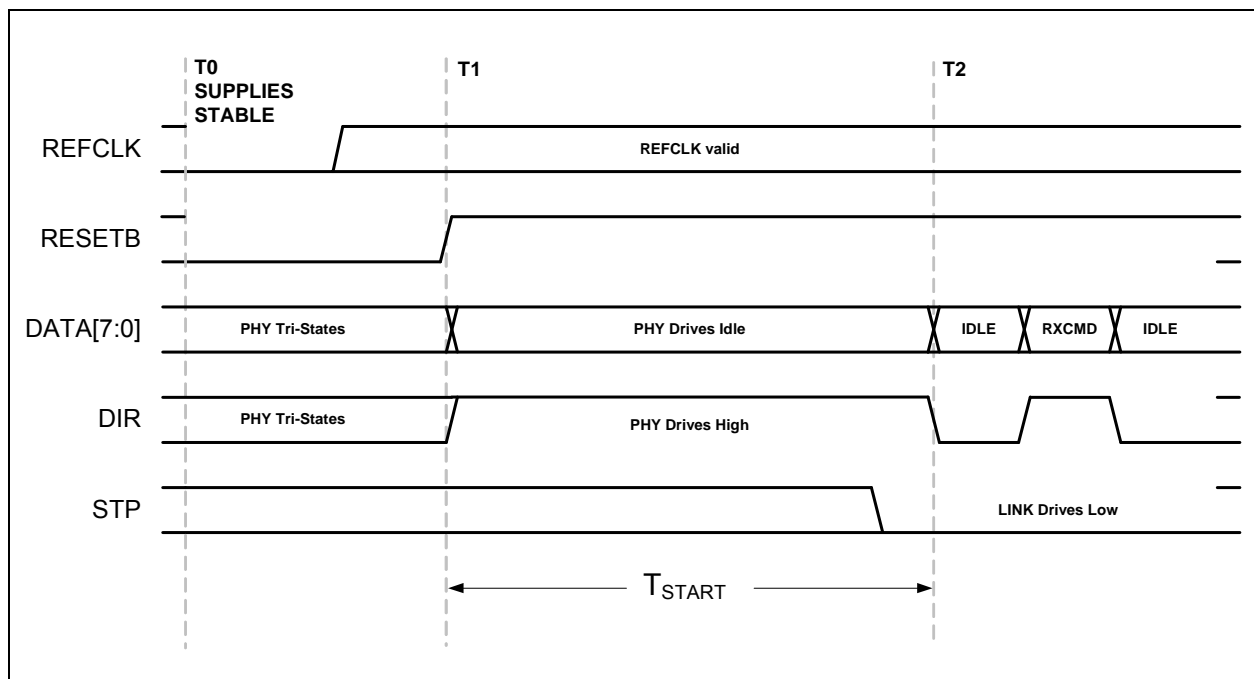 T0
SUPPLIES
STABLE
T1
T2
REFCLK
REFCLK valid
RESETB
DATA[7:0]
PHY Tri-States
PHY Drives Idle
IDLE
RXCMD
IDLE
DIR
PHY Tri-States
PHY Drives High
STP
LINK Drives Low
TSTART